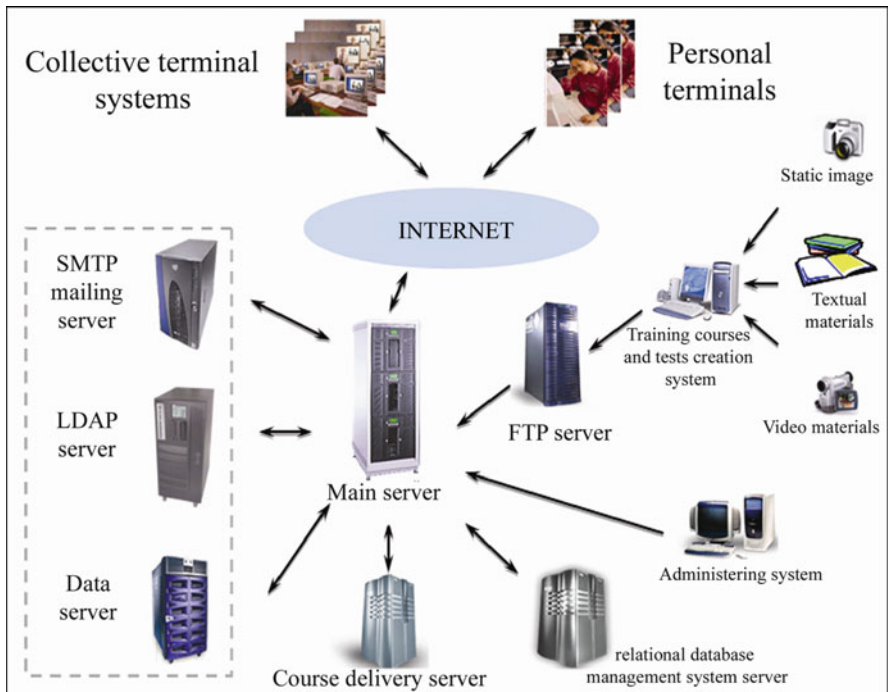 Collective terminal
systems
Personal
terminals
Static image
INTERNET
SMTP
mailing
server
Textual
materials
Training courses
and tests creation
system
LDAP
server
FTP server
Video materials
Main server
Data
server
Administering system
Course delivery server
relational database
management system server